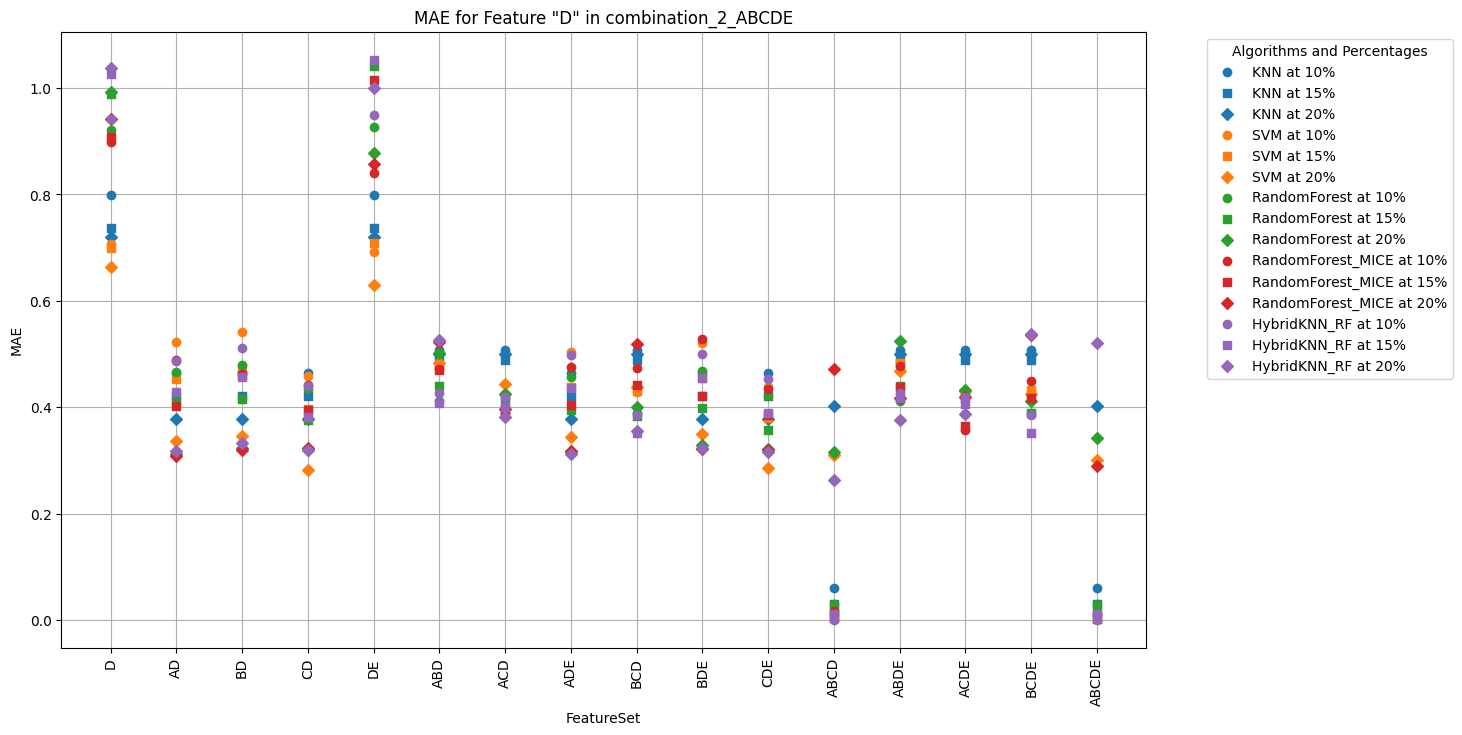 MAE for Feature "D" in combination_2_ABCDE
MAE
1.0
0.8
0.6
0.4
0.2
0.0
D
AD
BD
CD
DE
ABD
ACD
ADE
BCD
BDE
CDE
ABCD
ABDE
ACDE
BCDE
ABCDE
FeatureSet
Algorithms and Percentages
KNN at 10%
KNN at 15%
KNN at 20%
SVM at 10%
SVM at 15%
SVM at 20%
RandomForest at 10%
RandomForest at 15%
RandomForest at 20%
RandomForest_MICE at 10%
RandomForest_MICE at 15%
RandomForest_MICE at 20%
HybridKNN_RF at 10%
HybridKNN_RF at 15%
HybridKNN_RF at 20%